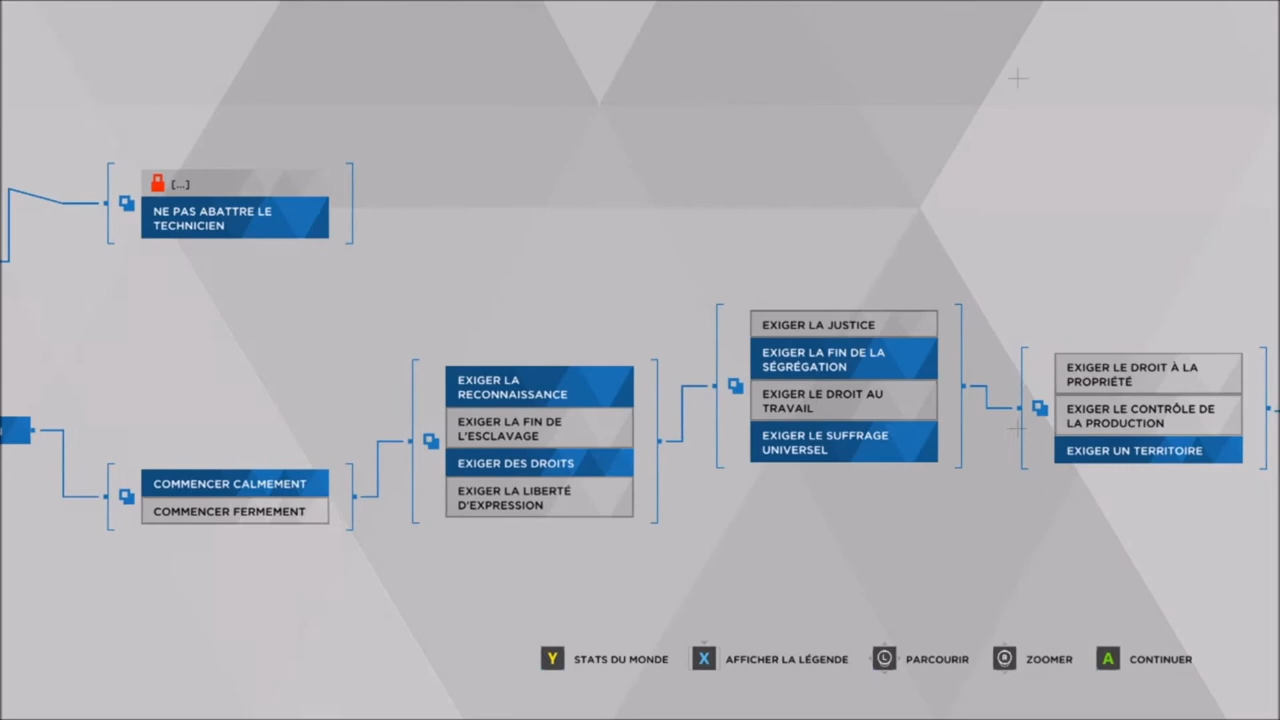 [...]
NE PAS ABATTRE LE
TECHNICIEN
COMMENCER CALMEMENT
COMMENCER FERMEMENT
EXIGER LA
RECONNAISSANCE
EXIGER LA FIN DE
L'ESCLAVAGE
EXIGER DES DROITS
EXIGER LA LIBERTÉ
D'EXPRESSION
EXIGER LA JUSTICE
EXIGER LA FIN DE LA
SÉGRÉGATION
EXIGER LE DROIT AU
TRAVAIL
EXIGER LE SUFFRAGE
UNIVERSEL
EXIGER LE DROIT À LA
PROPRIÉTÉ
EXIGER LE CONTRÔLE DE
LA PRODUCTION
EXIGER UN TERRITOIRE
Y STATS DU MONDE X AFFICHER LA LÉGENDE L PARCOURIR R ZOOMER A CONTINUER